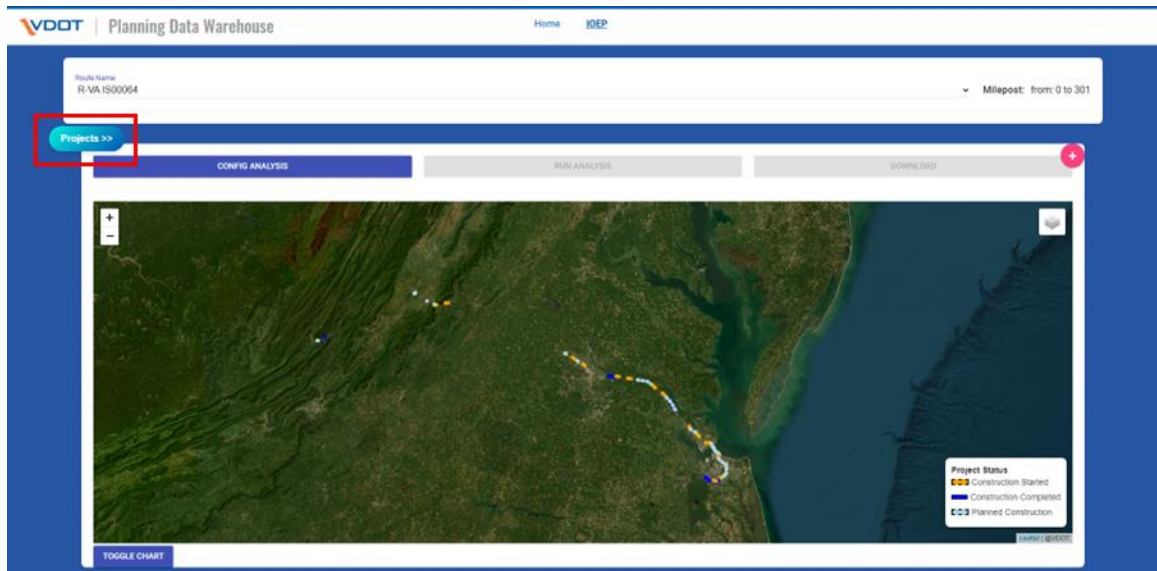 VDOT | Planning Data Warehouse
Home IOEP
Route Name
R-VA IS00064
Milepost: from: 0 to 301
Projects >>
+
CONFIG ANALYSIS
RUN ANALYSIS
DOWNLOAD
+
−
Project Status
Construction Started
Construction Completed
Planned Construction
Leaflet | @VDOT
TOGGLE CHART